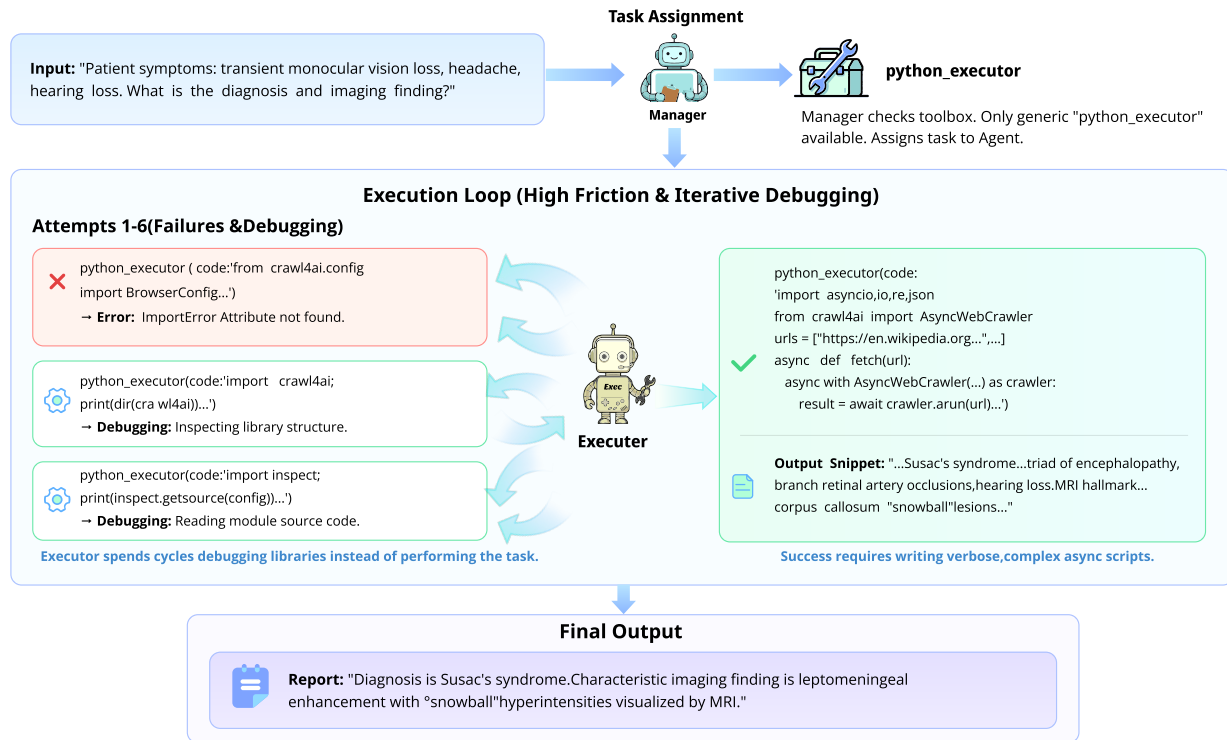 Task Assignment
Input: "Patient symptoms: transient monocular vision loss, headache,
hearing loss. What is the diagnosis and imaging finding?"
Manager
python_executor
Manager checks toolbox. Only generic "python_executor"
available. Assigns task to Agent.
Execution Loop (High Friction & Iterative Debugging)
Attempts 1-6(Failures &Debugging)
python_executor ( code:'from crawl4ai.config
import BrowserConfig...')
→ Error: ImportError Attribute not found.
python_executor(code:'import crawl4ai;
print(dir(cra wl4ai))...')
→ Debugging: Inspecting library structure.
python_executor(code:'import inspect;
print(inspect.getsource(config))...')
→ Debugging: Reading module source code.
Executor spends cycles debugging libraries instead of performing the task.
Exec
Executer
python_executor(code:
'import asyncio,io,re,json
from crawl4ai import AsyncWebCrawler
urls = ["https://en.wikipedia.org...",...]
async def fetch(url):
async with AsyncWebCrawler(...) as crawler:
result = await crawler.arun(url)...')
Output Snippet: "...Susac's syndrome...triad of encephalopathy,
branch retinal artery occlusions,hearing loss.MRI hallmark...
corpus callosum "snowball"lesions..."
Success requires writing verbose,complex async scripts.
Final Output
Report: "Diagnosis is Susac's syndrome.Characteristic imaging finding is leptomeningeal
enhancement with °snowball"hyperintensities visualized by MRI."